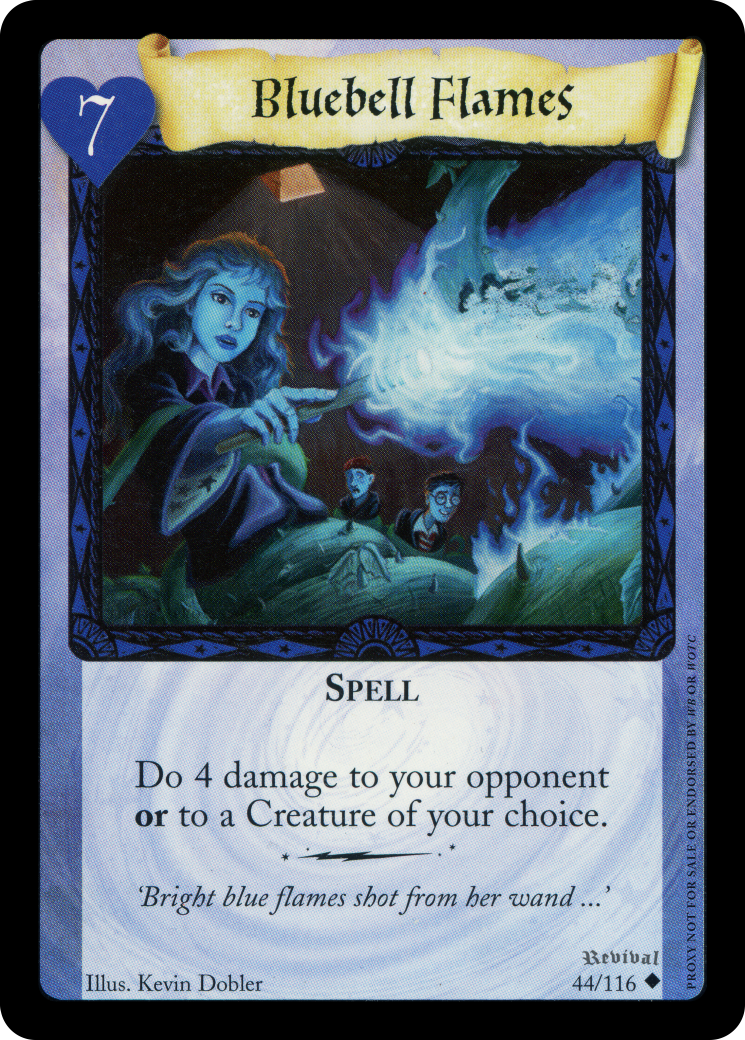 7
Bluebell Flames
SPELL
Do 4 damage to your opponent
or to a Creature of your choice.
‘Bright blue flames shot from her wand ...’
Revival
Illus. Kevin Dobler
44/116 ◆
PROXY NOT FOR SALE OR ENDORSED BY WB OR WOTC